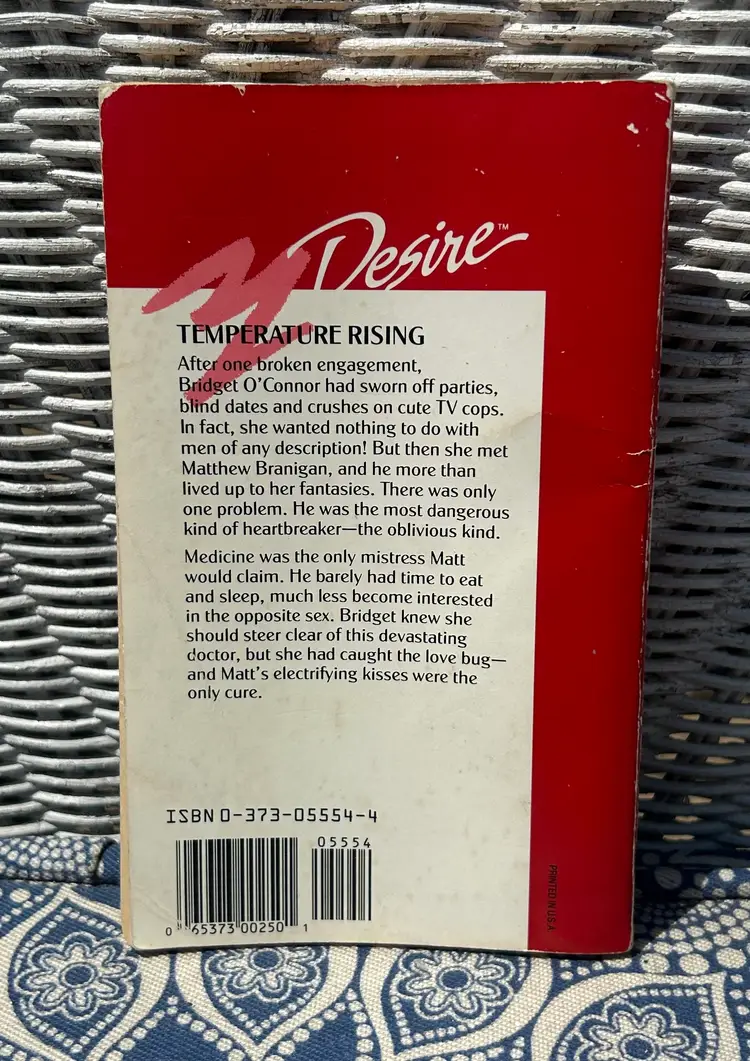 Desire™
TEMPERATURE RISING
After one broken engagement,
Bridget O'Connor had sworn off parties,
blind dates and crushes on cute TV cops.
In fact, she wanted nothing to do with
men of any description! But then she met
Matthew Branigan, and he more than
lived up to her fantasies. There was only
one problem. He was the most dangerous
kind of heartbreaker—the oblivious kind.
Medicine was the only mistress Matt
would claim. He barely had time to eat
and sleep, much less become interested
in the opposite sex. Bridget knew she
should steer clear of this devastating
doctor, but she had caught the love bug—
and Matt's electrifying kisses were the
only cure.
ISBN 0-373-05554-4
05554
0 65373 00250 1
PRINTED IN U.S.A.